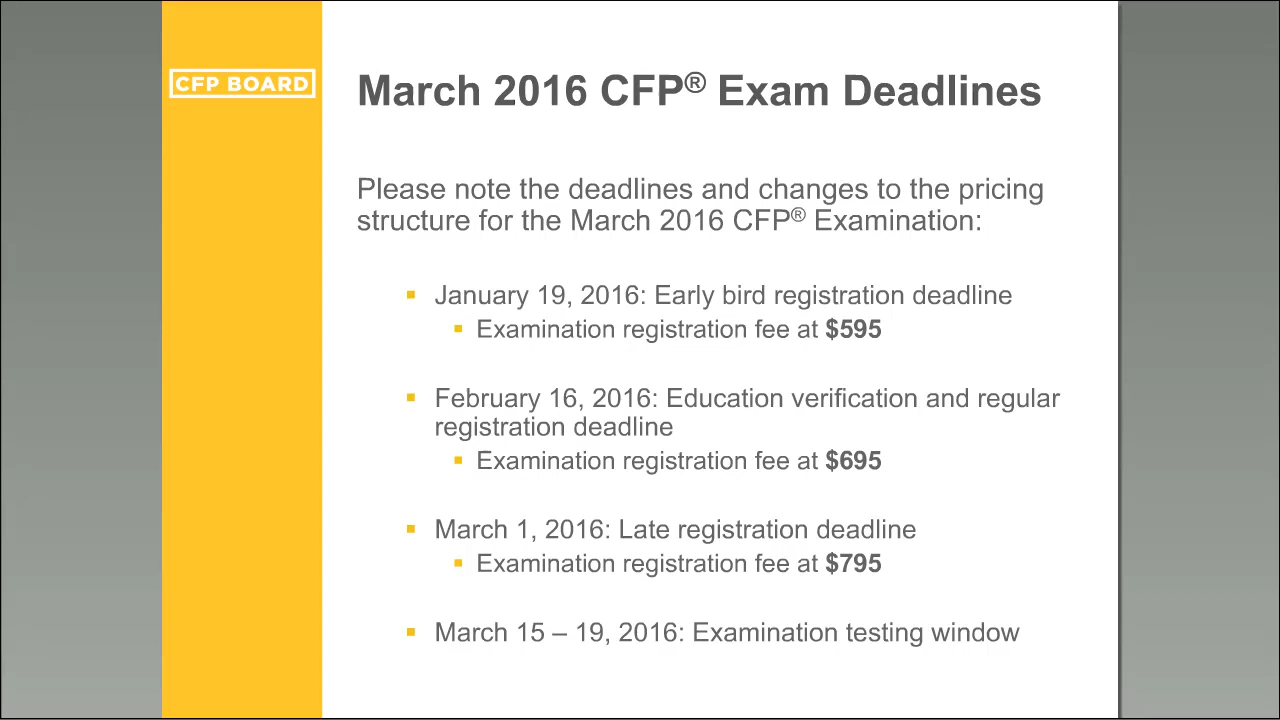 CFP BOARD
March 2016 CFP® Exam Deadlines
Please note the deadlines and changes to the pricing
structure for the March 2016 CFP® Examination:
▪ January 19, 2016: Early bird registration deadline
▪ Examination registration fee at $595
▪ February 16, 2016: Education verification and regular
registration deadline
▪ Examination registration fee at $695
▪ March 1, 2016: Late registration deadline
▪ Examination registration fee at $795
▪ March 15 – 19, 2016: Examination testing window